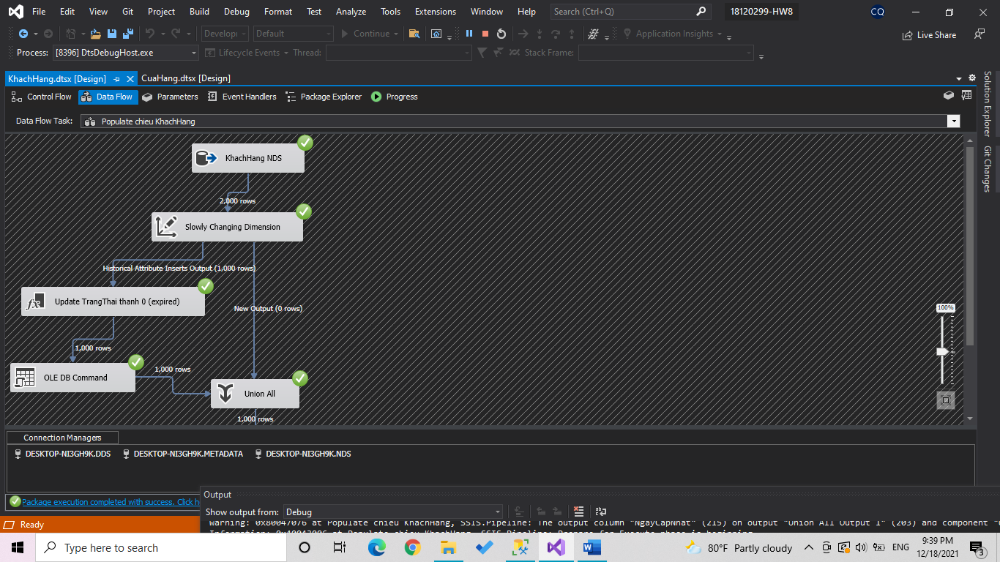 File Edit View Git Project Build Debug Format Test Analyze Tools Extensions Window Help Search (Ctrl+Q) 18120299-HW8 CQ
Develop Default Continue Application Insights Live Share
Process: [8396] DtsDebugHost.exe Lifecycle Events Thread: Stack Frame:
KhachHang.dtsx [Design] CuaHang.dtsx [Design]
Control Flow Data Flow Parameters Event Handlers Package Explorer Progress
Data Flow Task: Populate chieu KhachHang
KhachHang NDS
2,000 rows
Slowly Changing Dimension
Historical Attribute Inserts Output (1,000 rows)
Update TrangThai thanh 0 (expired)
New Output (0 rows)
1,000 rows
OLE DB Command
1,000 rows
Union All
1,000 rows
100%
Solution Explorer
Git Changes
Connection Managers
DESKTOP-NI3GH9K.DDS DESKTOP-NI3GH9K.METADATA DESKTOP-NI3GH9K.NDS
Package execution completed with success. Click h
Output
Show output from: Debug
Warning: 0x80047076 at Populate chieu KhachHang, SSIS.Pipeline: The output column "NgayCapNhat" (215) on output "Union All Output 1" (203) and component "
Ready
Type here to search
80°F Partly cloudy ENG 9:39 PM
12/18/2021 3